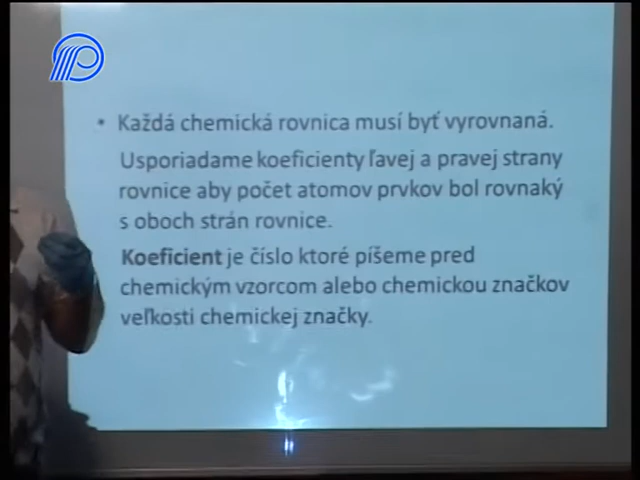 • Každá chemická rovnica musí byť vyrovnaná.
Usporiadame koeficienty ľavej a pravej strany
rovnice aby počet atomov prvkov bol rovnaký
s oboch strán rovnice.
Koeficient je číslo ktoré píšeme pred
chemickým vzorcom alebo chemickou značkov
veľkosti chemickej značky.